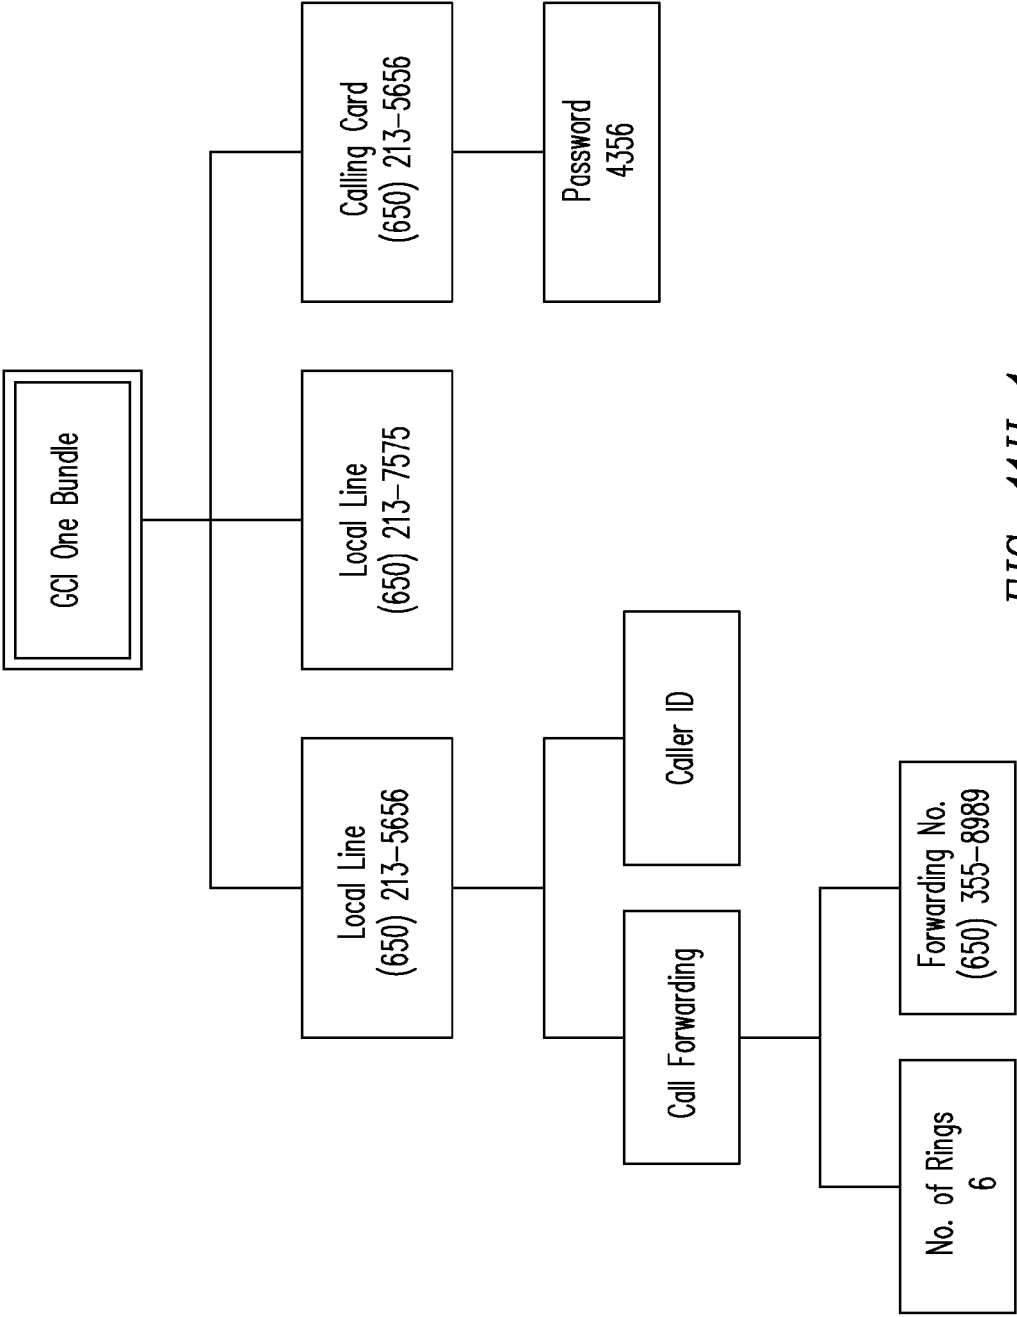 GCI One Bundle
Local Line
(650) 213-5656
Local Line
(650) 213-7575
Calling Card
(650) 213-5656
Call Forwarding
Caller ID
Password
4356
No. of Rings
6
Forwarding No.
(650) 355-8989